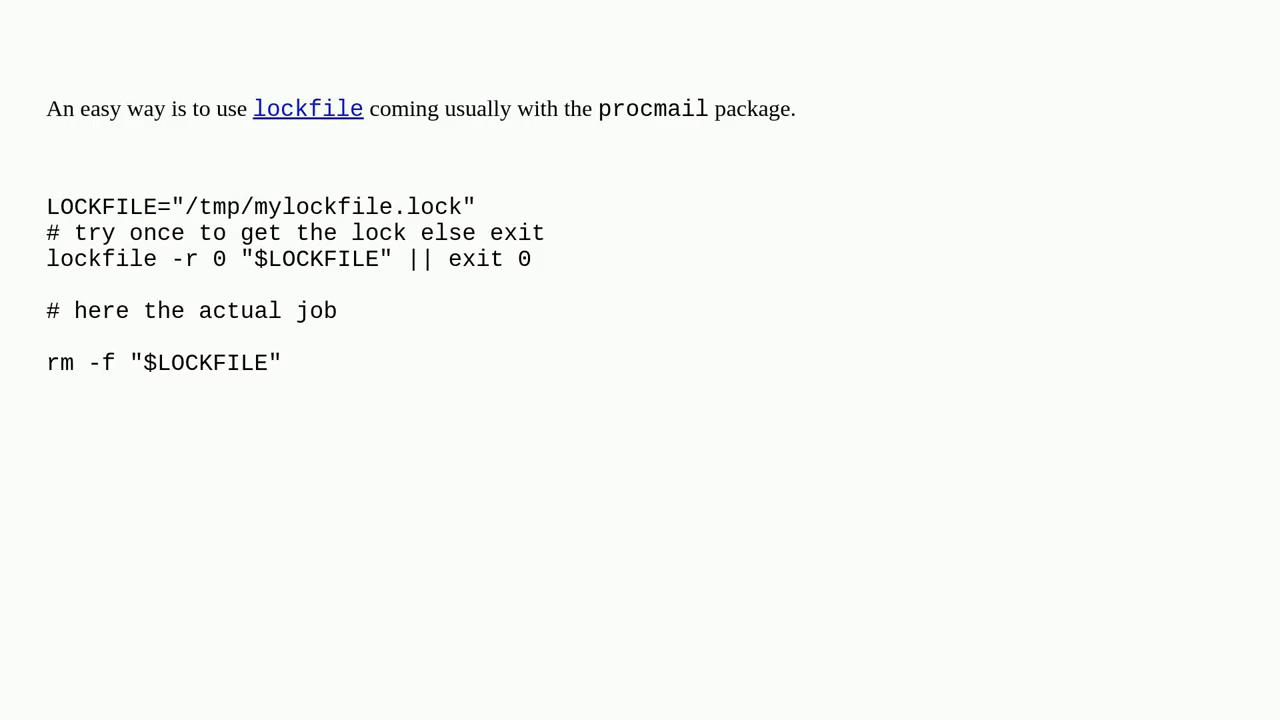 An easy way is to use lockfile coming usually with the procmail package.
LOCKFILE="/tmp/mylockfile.lock"
# try once to get the lock else exit
lockfile -r 0 "$LOCKFILE" || exit 0
# here the actual job
rm -f "$LOCKFILE"